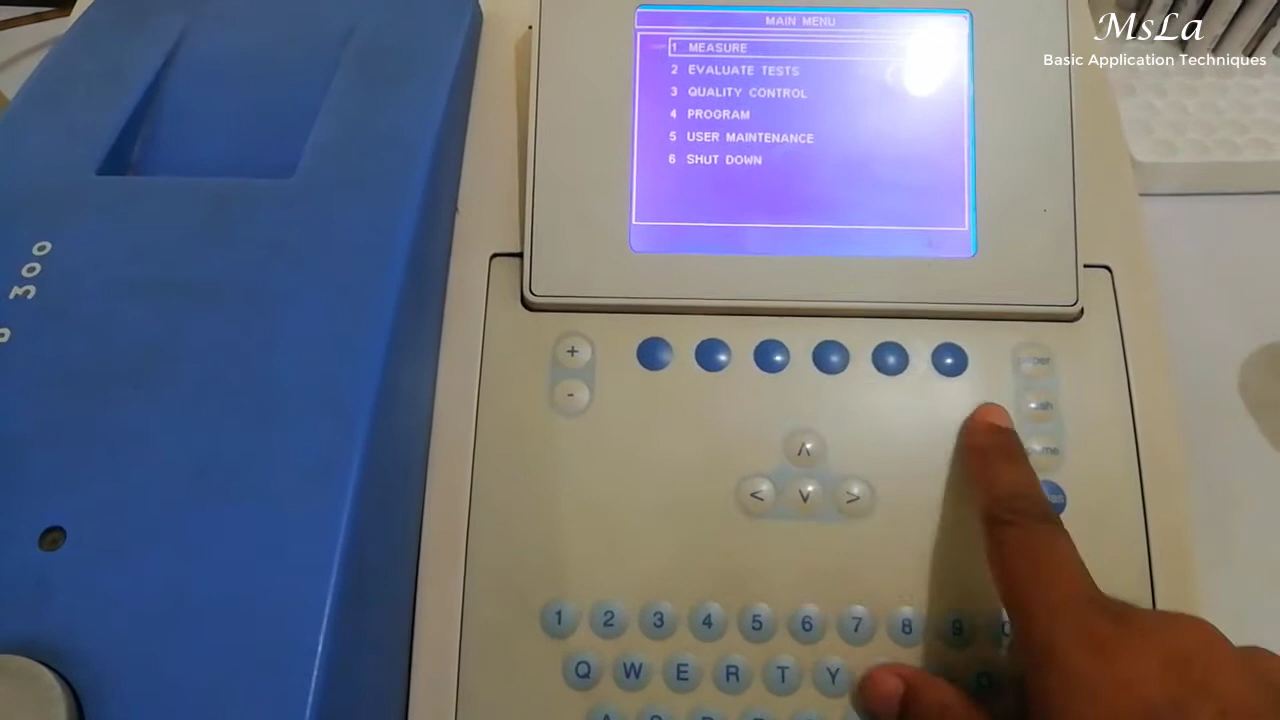 MsLa
Basic Application Techniques
MAIN MENU
1 MEASURE
2 EVALUATE TESTS
3 QUALITY CONTROL
4 PROGRAM
5 USER MAINTENANCE
6 SHUT DOWN
300
+
-
^
< v >
1 2 3 4 5 6 7 8 9
Q W E R T Y